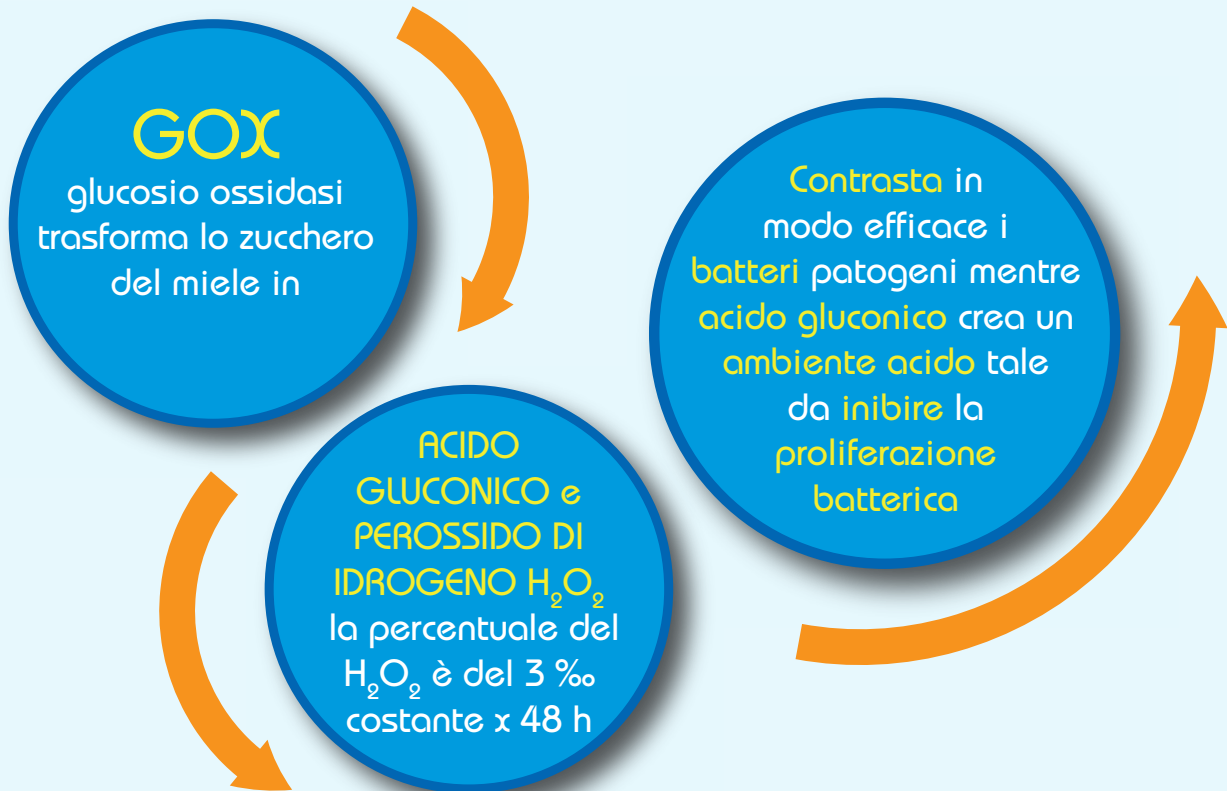 GOX
glucosio ossidasi
trasforma lo zucchero
del miele in
ACIDO
GLUCONICO e
PEROSSIDO DI
IDROGENO H₂O₂
la percentuale del
H₂O₂ è del 3 ‰
costante x 48 h
Contrasta in
modo efficace i
batteri patogeni mentre
acido gluconico crea un
ambiente acido tale
da inibire la
proliferazione
batterica